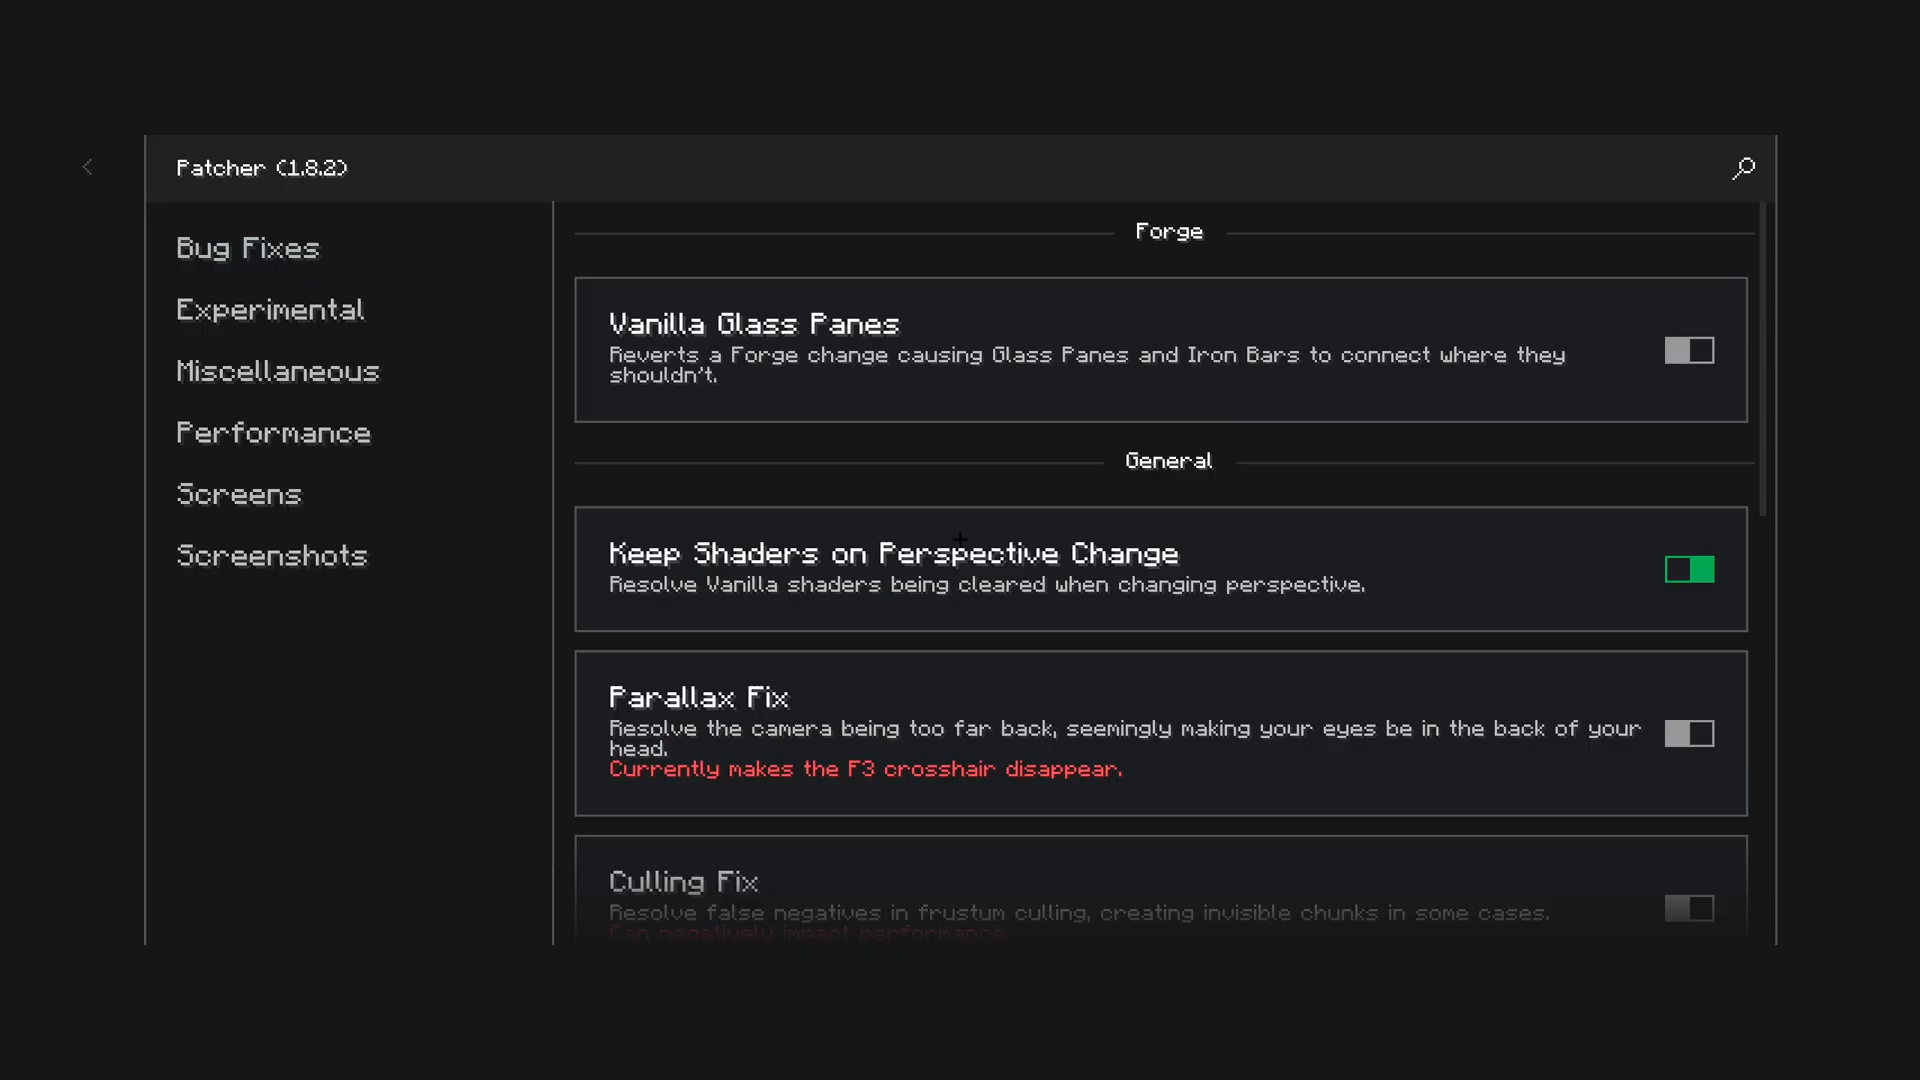 Patcher (1.8.2)
Bug Fixes
Experimental
Miscellaneous
Performance
Screens
Screenshots
Forge
Vanilla Glass Panes
Reverts a Forge change causing Glass Panes and Iron Bars to connect where they
shouldn't.
General
Keep Shaders on Perspective Change
Resolve Vanilla shaders being cleared when changing perspective.
Parallax Fix
Resolve the camera being too far back, seemingly making your eyes be in the back of your
head.
Currently makes the F3 crosshair disappear.
Culling Fix
Resolve false negatives in frustum culling, creating invisible chunks in some cases.
Can negatively impact performance.